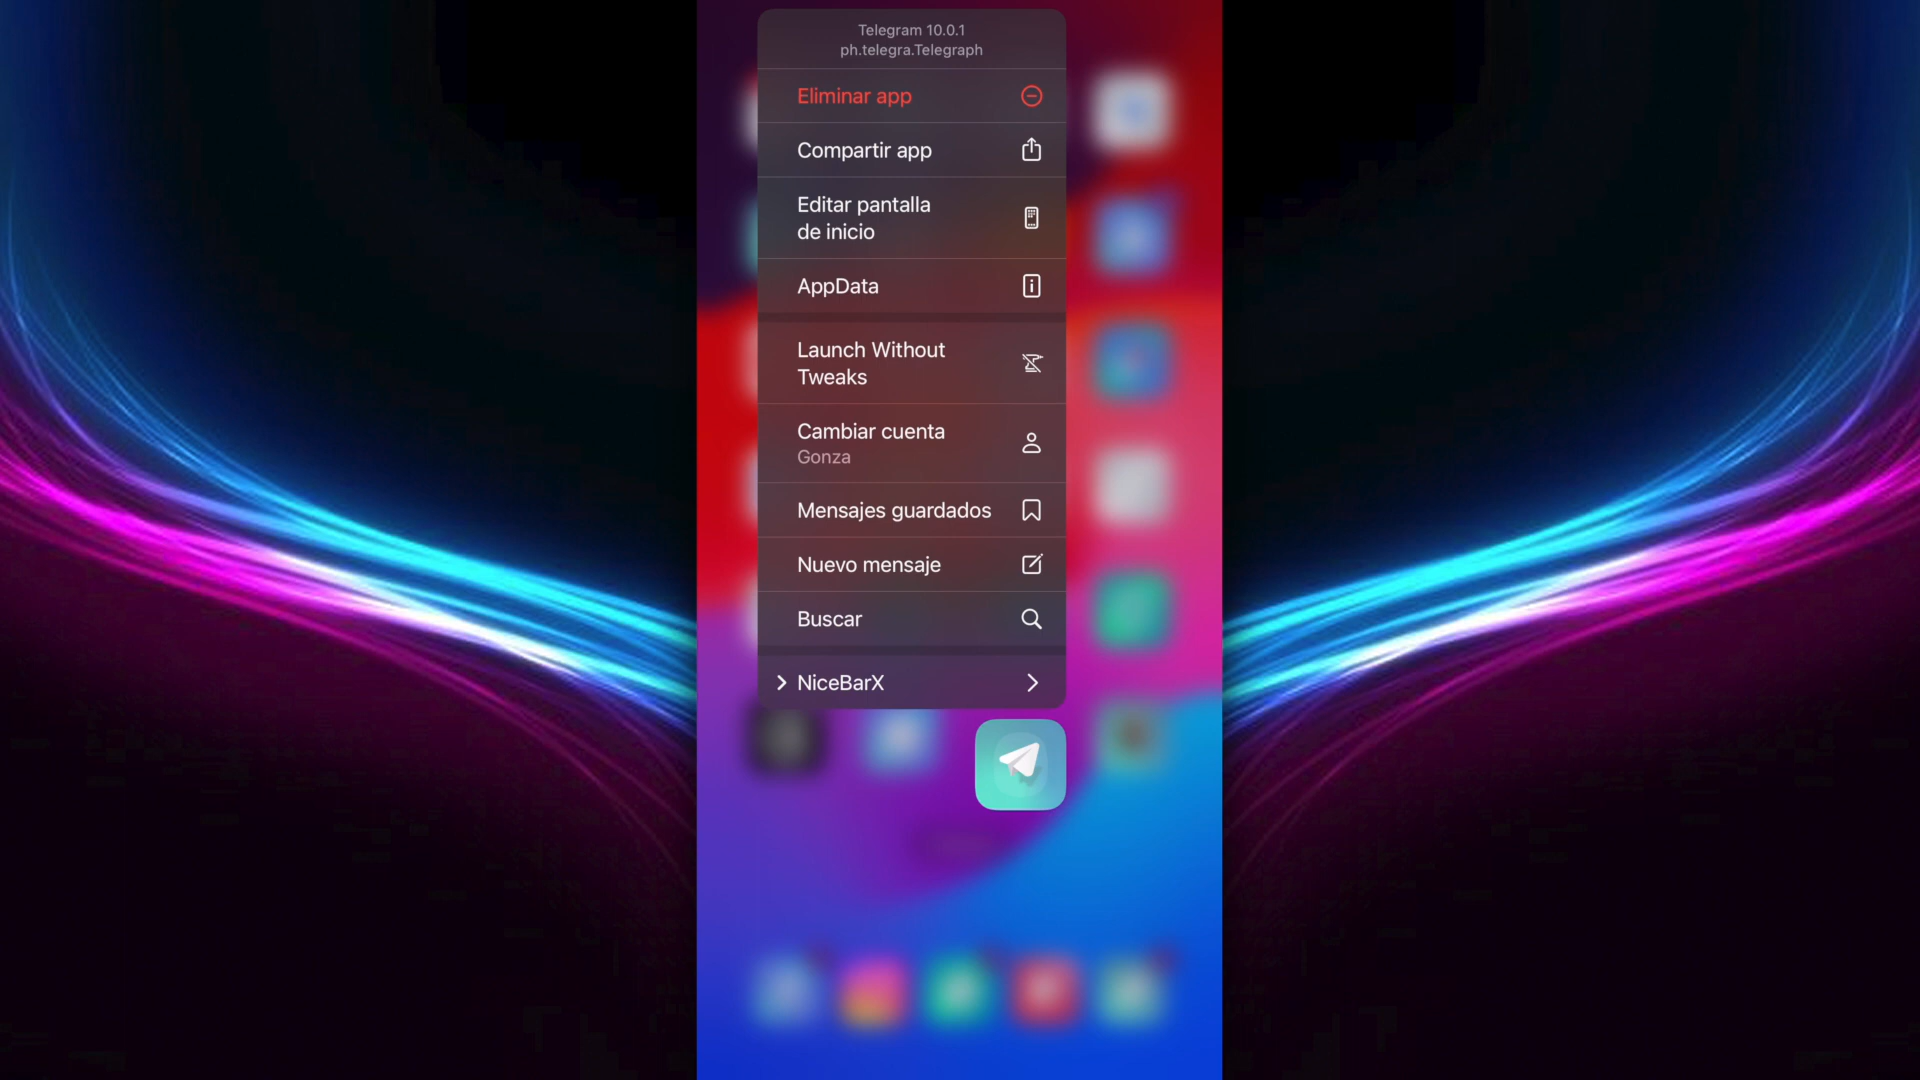 Telegram 10.0.1
ph.telegra.Telegraph
Eliminar app
Compartir app
Editar pantalla
de inicio
AppData
Launch Without
Tweaks
Cambiar cuenta
Gonza
Mensajes guardados
Nuevo mensaje
Buscar
NiceBarX